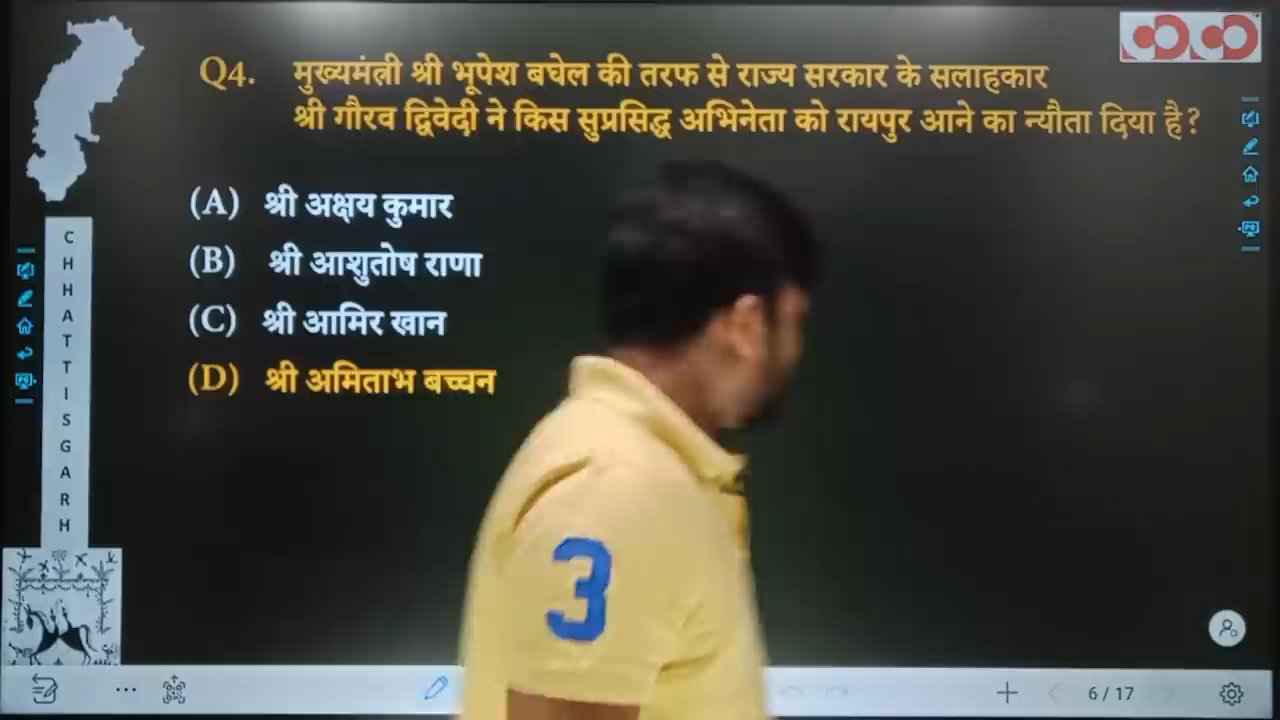 Q4. मुख्यमंत्री श्री भूपेश बघेल की तरफ से राज्य सरकार के सलाहकार
श्री गौरव द्विवेदी ने किस सुप्रसिद्ध अभिनेता को रायपुर आने का न्यौता दिया है?
(A) श्री अक्षय कुमार
(B) श्री आशुतोष राणा
(C) श्री आमिर खान
(D) श्री अमिताभ बच्चन
CHHATTISGARH
3
6 / 17